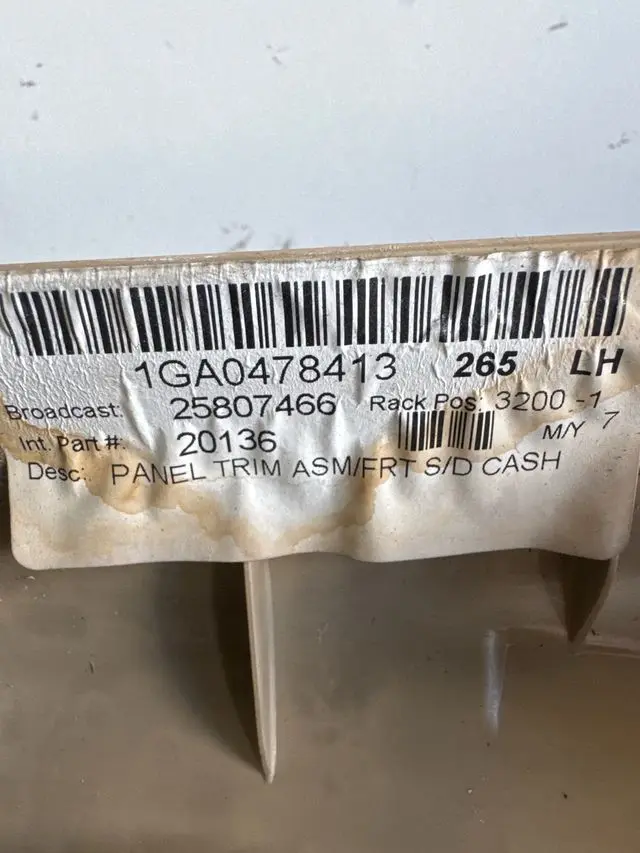 1GA0478413 265 LH
Broadcast: 25807466 Rack Pos: 3200 -1
Int. Part #: 20136 M/Y 7
Desc: PANEL TRIM ASM/FRT S/D CASH